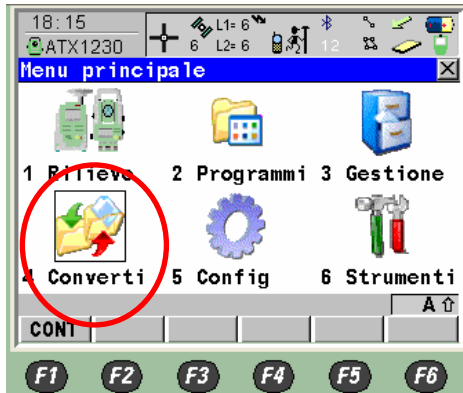 18:15
ATX1230
L1= 6
6 L2= 6
12
Menu principale
1 Rilievo 2 Programmi 3 Gestione
4 Converti 5 Config 6 Strumenti
A
CONT
F1 F2 F3 F4 F5 F6